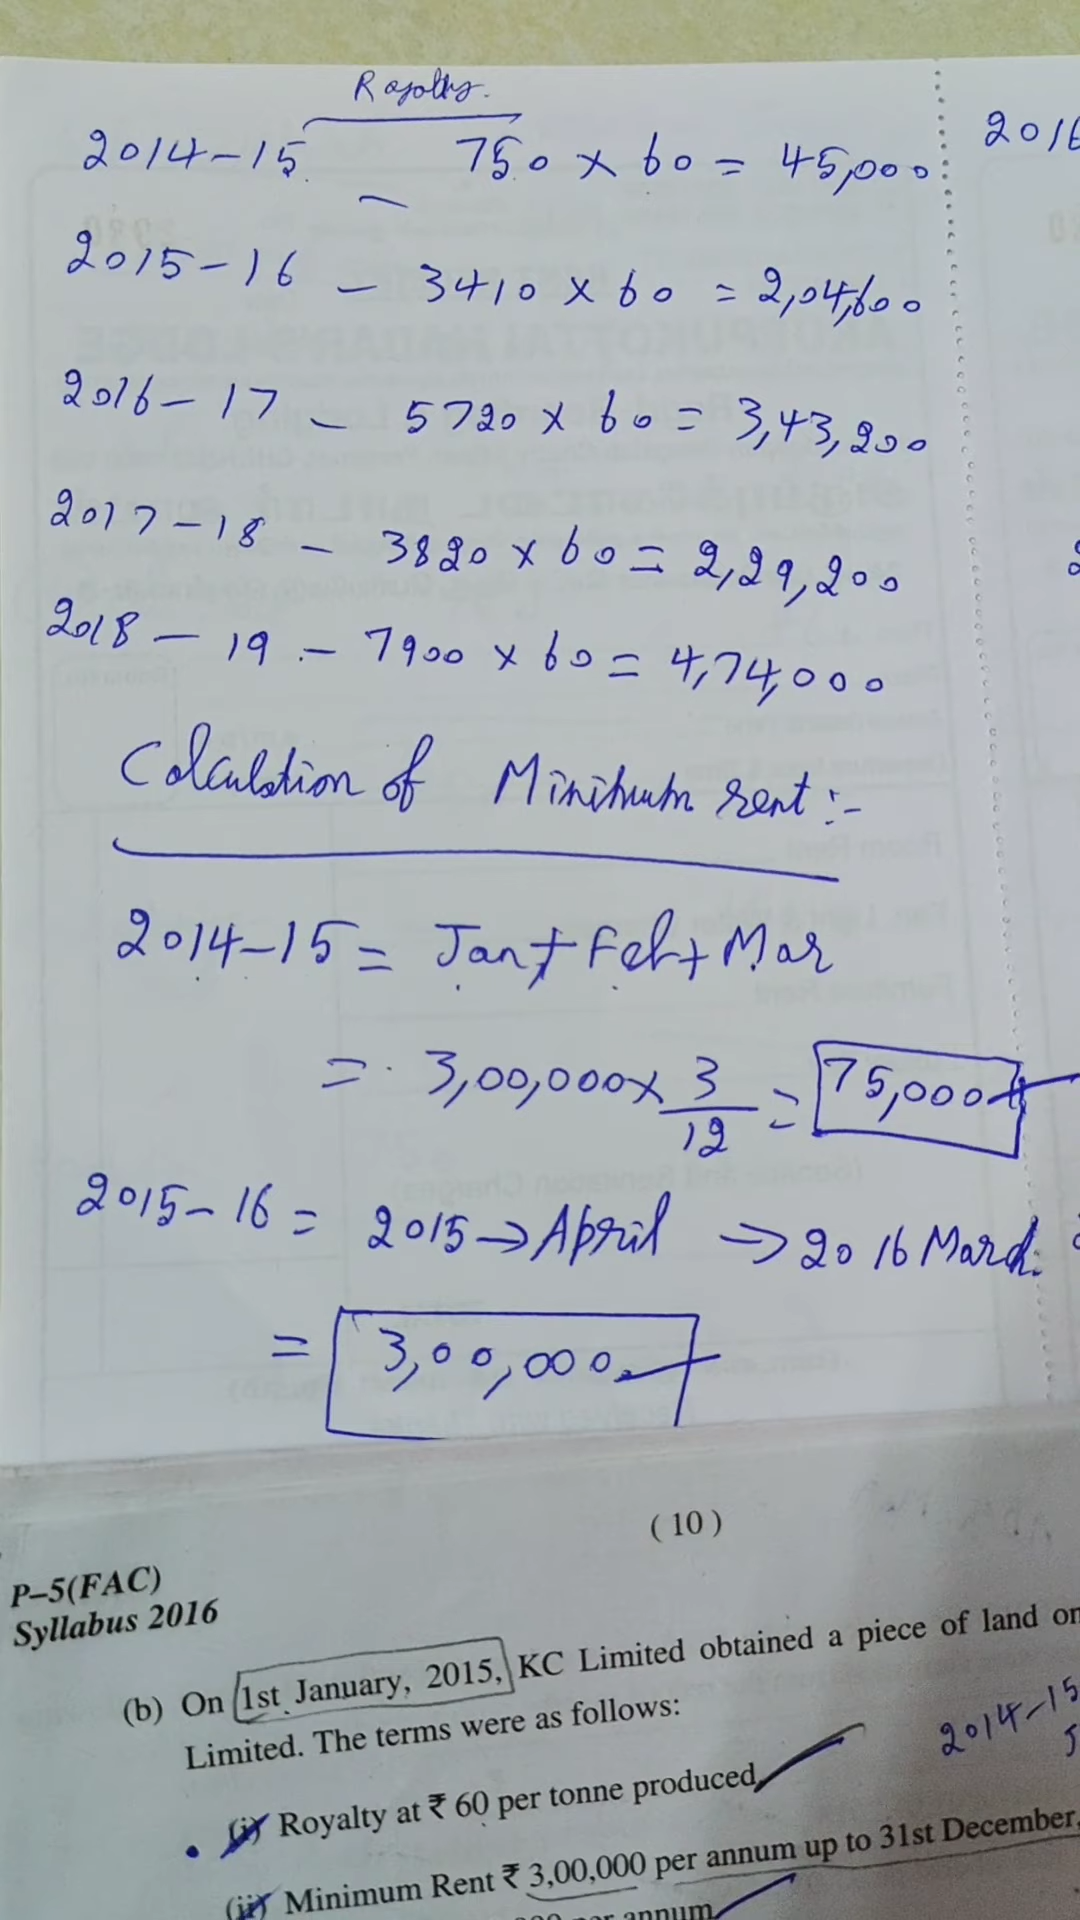 Royalty.
2014-15 - 750 × 60 = 45,000
2016
2015-16 - 3410 × 60 = 2,04,600
2016-17 - 5720 × 60 = 3,43,200
2017-18 - 3820 × 60 = 2,29,200
2018-19 - 7900 × 60 = 4,74,000
Calculation of Minimum rent :-
2014-15 = Jan + Feb + Mar
= 3,00,000 × 3/12 = 75,000
2015-16 = 2015 → April → 2016 March.
= 3,00,000
(10)
P–5(FAC)
Syllabus 2016
(b) On 1st January, 2015, KC Limited obtained a piece of land on
Limited. The terms were as follows:
2014-15
(i) Royalty at ₹ 60 per tonne produced
(ii) Minimum Rent ₹ 3,00,000 per annum up to 31st December,
per annum